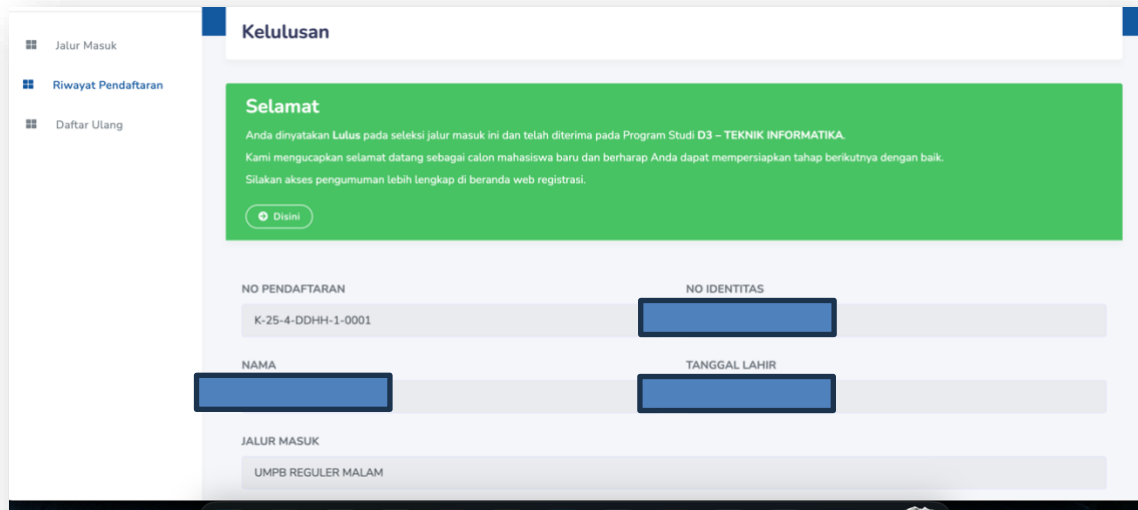 Jalur Masuk
Riwayat Pendaftaran
Daftar Ulang
Kelulusan
Selamat
Anda dinyatakan Lulus pada seleksi jalur masuk ini dan telah diterima pada Program Studi D3 – TEKNIK INFORMATIKA.
Kami mengucapkan selamat datang sebagai calon mahasiswa baru dan berharap Anda dapat mempersiapkan tahap berikutnya dengan baik.
Silakan akses pengumuman lebih lengkap di beranda web registrasi.
Disini
NO PENDAFTARAN
NO IDENTITAS
K-25-4-DDHH-1-0001
NAMA
TANGGAL LAHIR
JALUR MASUK
UMPB REGULER MALAM